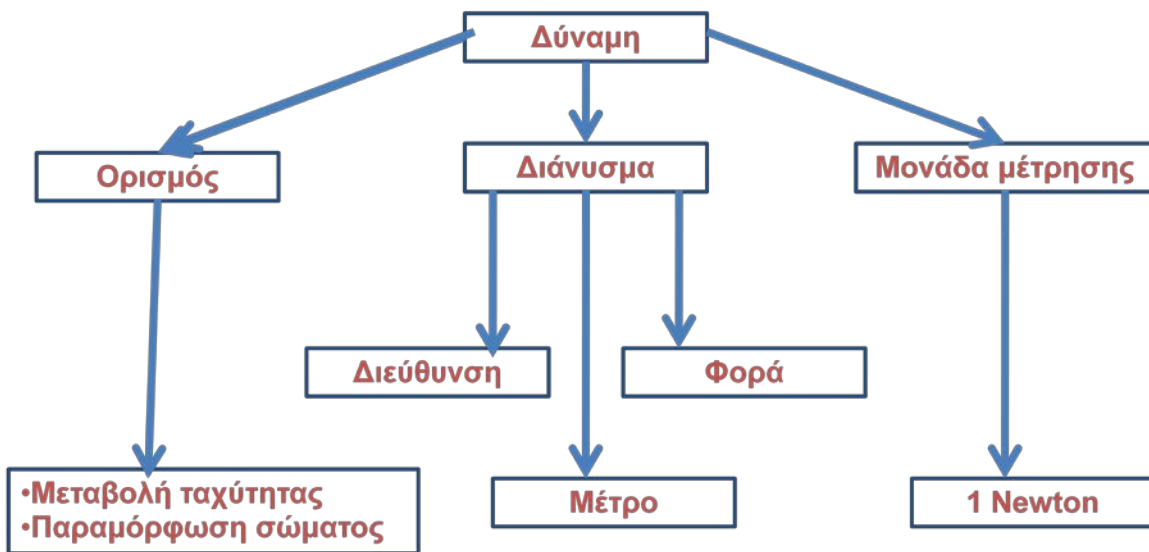 Δύναμη
Ορισμός
Διάνυσμα
Μονάδα μέτρησης
Διεύθυνση
Φορά
•Μεταβολή ταχύτητας
•Παραμόρφωση σώματος
Μέτρο
1 Newton